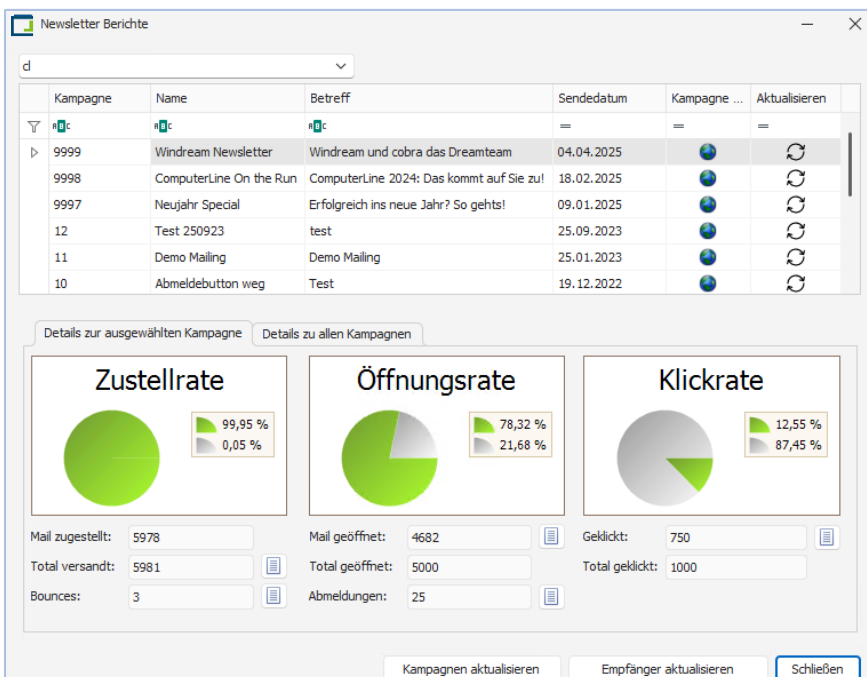 Newsletter Berichte
cl
Kampagne Name Betreff Sendedatum Kampagne ... Aktualisieren
ABC ABC ABC = = =
9999 Windream Newsletter Windream und cobra das Dreamteam 04.04.2025
9998 ComputerLine On the Run ComputerLine 2024: Das kommt auf Sie zu! 18.02.2025
9997 Neujahr Special Erfolgreich ins neue Jahr? So gehts! 09.01.2025
12 Test 250923 test 25.09.2023
11 Demo Mailing Demo Mailing 25.01.2023
10 Abmeldebutton weg Test 19.12.2022
Details zur ausgewählten Kampagne Details zu allen Kampagnen
Zustellrate Öffnungsrate Klickrate
99,95 % 78,32 % 12,55 %
0,05 % 21,68 % 87,45 %
Mail zugestellt: 5978 Mail geöffnet: 4682 Geklickt: 750
Total versandt: 5981 Total geöffnet: 5000 Total geklickt: 1000
Bounces: 3 Abmeldungen: 25
Kampagnen aktualisieren Empfänger aktualisieren Schließen